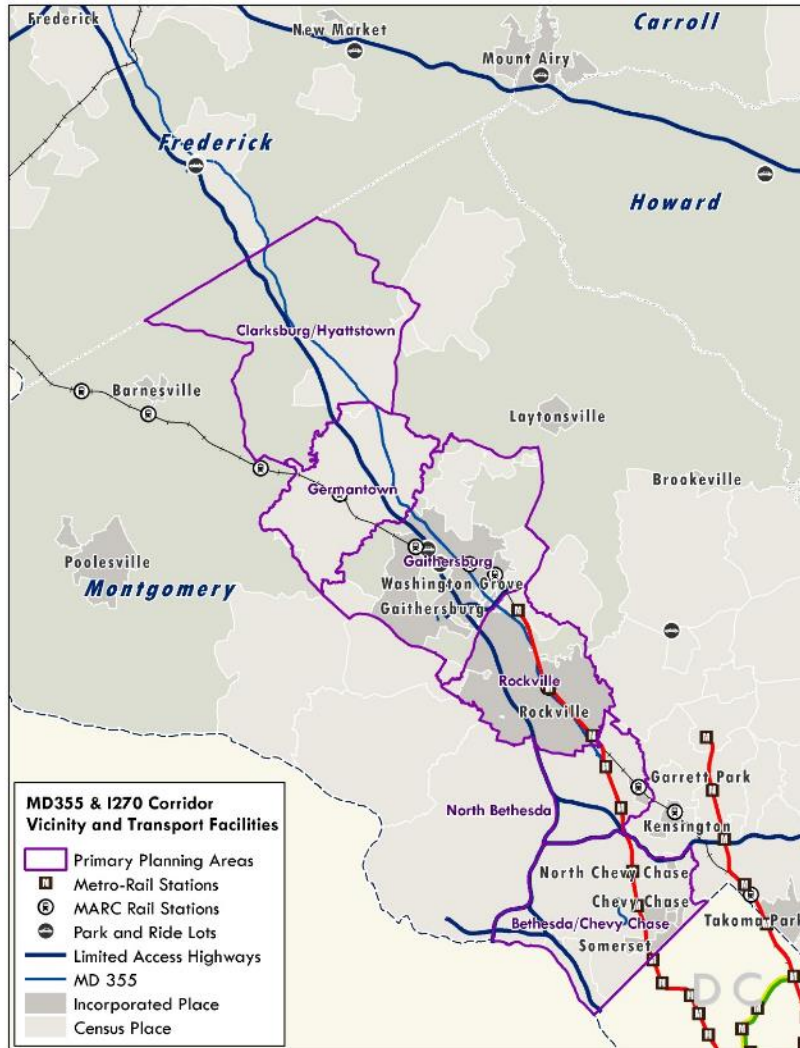 Frederick
New Market
Carroll
Mount Airy
Frederick
Howard
Clarksburg/Hyattstown
Barnesville
Laytonsville
Germantown
Brookeville
Poolesville
Gaithersburg
Washington Grove
Montgomery
Gaithersburg
Rockville
Rockville
Garrett Park
North Bethesda
Kensington
North Chevy Chase
Chevy Chase
Takoma Park
Bethesda/Chevy Chase
Somerset
DC
MD355 & I270 Corridor
Vicinity and Transport Facilities
Primary Planning Areas
M Metro-Rail Stations
MARC Rail Stations
Park and Ride Lots
Limited Access Highways
MD 355
Incorporated Place
Census Place